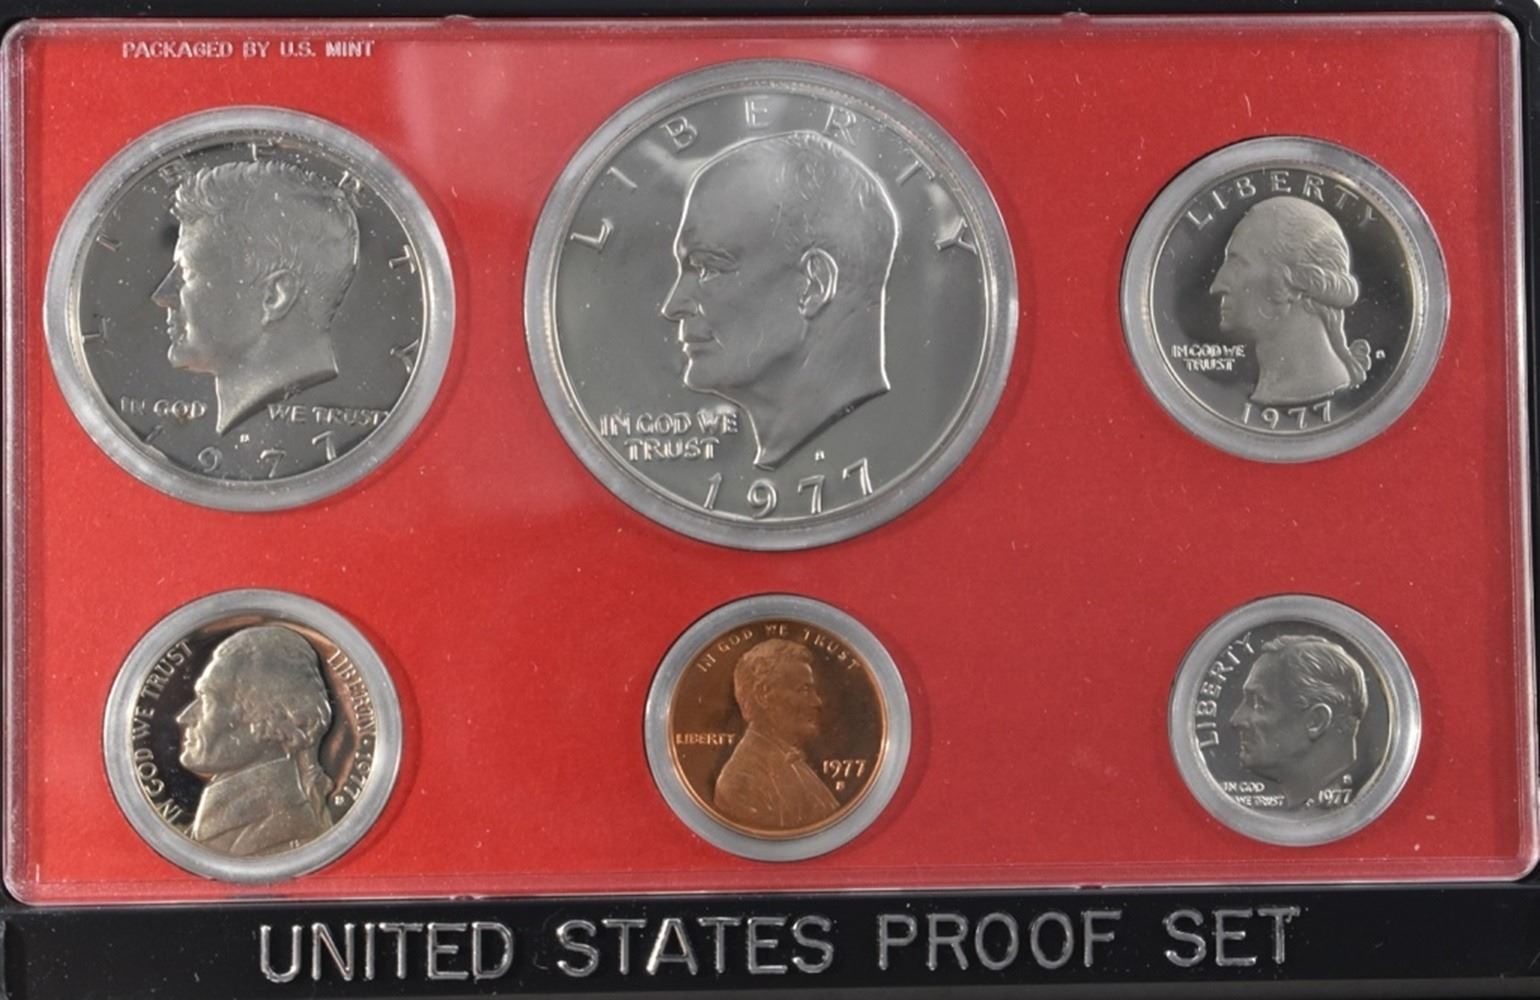 PACKAGED BY U.S. MINT
LIBERTY
IN GOD WE TRUST
S
1977
LIBERTY
IN GOD WE
TRUST
S
1977
LIBERTY
IN GOD WE
TRUST
S
1977
IN GOD WE TRUST
LIBERTY · 1977
S
IN GOD WE TRUST
LIBERTY
1977
S
LIBERTY
IN GOD
WE TRUST
S
1977
UNITED STATES PROOF SET